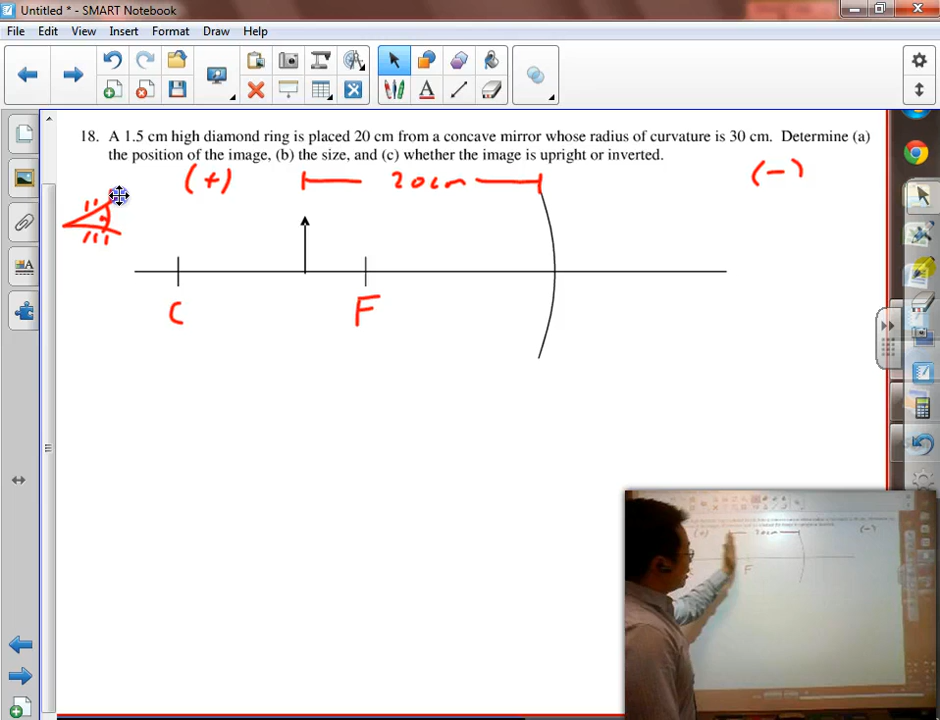 Untitled * - SMART Notebook
File Edit View Insert Format Draw Help
18. A 1.5 cm high diamond ring is placed 20 cm from a concave mirror whose radius of curvature is 30 cm. Determine (a)
the position of the image, (b) the size, and (c) whether the image is upright or inverted.
(+) 20cm (-)
C F